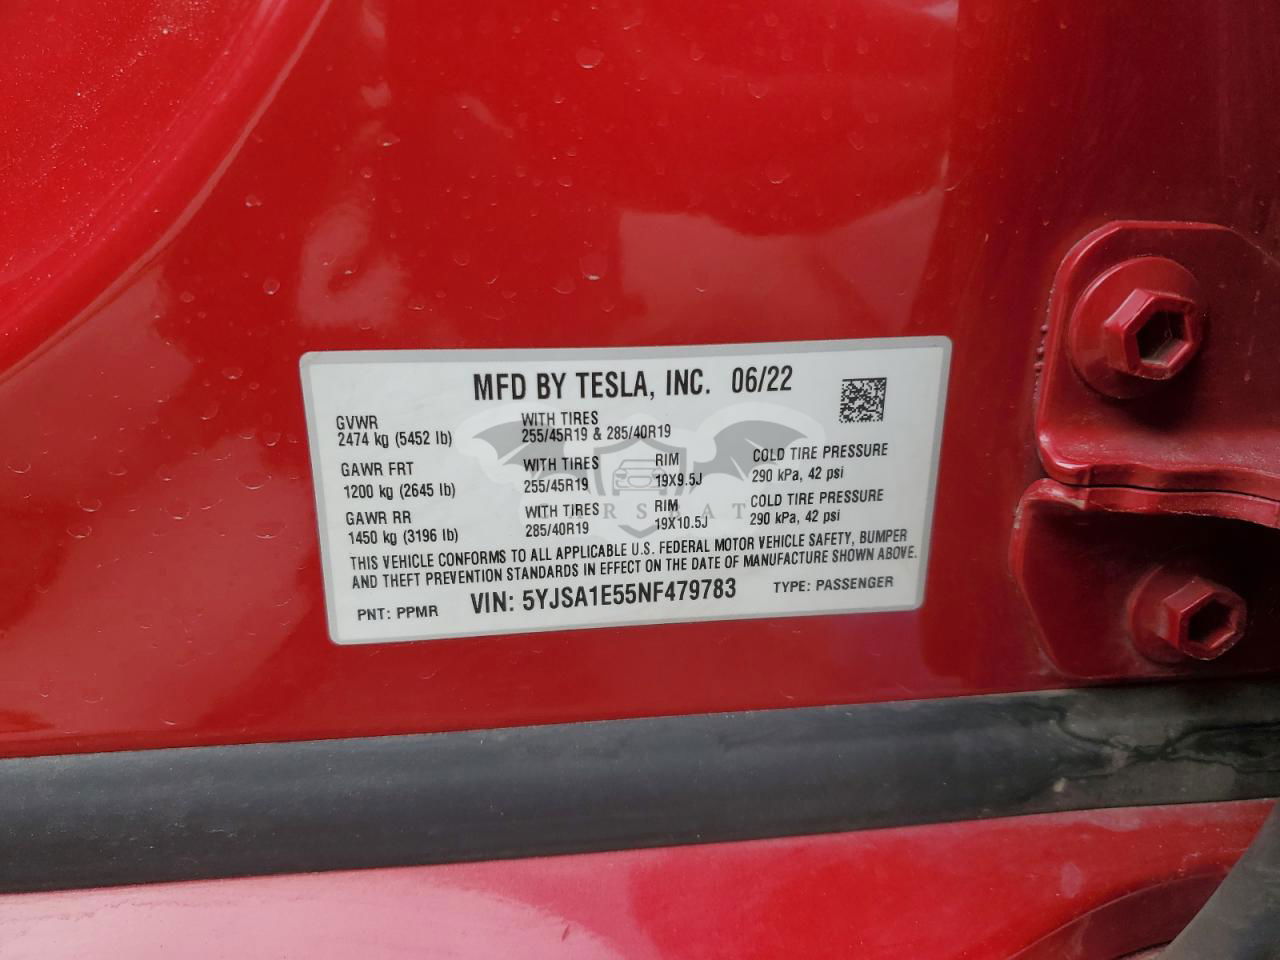 MFD BY TESLA, INC. 06/22
GVWR
2474 kg (5452 lb)
WITH TIRES
255/45R19 & 285/40R19
GAWR FRT
1200 kg (2645 lb)
WITH TIRES
255/45R19
RIM
19X9.5J
COLD TIRE PRESSURE
290 kPa, 42 psi
GAWR RR
1450 kg (3196 lb)
WITH TIRES
285/40R19
RIM
19X10.5J
COLD TIRE PRESSURE
290 kPa, 42 psi
THIS VEHICLE CONFORMS TO ALL APPLICABLE U.S. FEDERAL MOTOR VEHICLE SAFETY, BUMPER
AND THEFT PREVENTION STANDARDS IN EFFECT ON THE DATE OF MANUFACTURE SHOWN ABOVE.
PNT: PPMR VIN: 5YJSA1E55NF479783 TYPE: PASSENGER